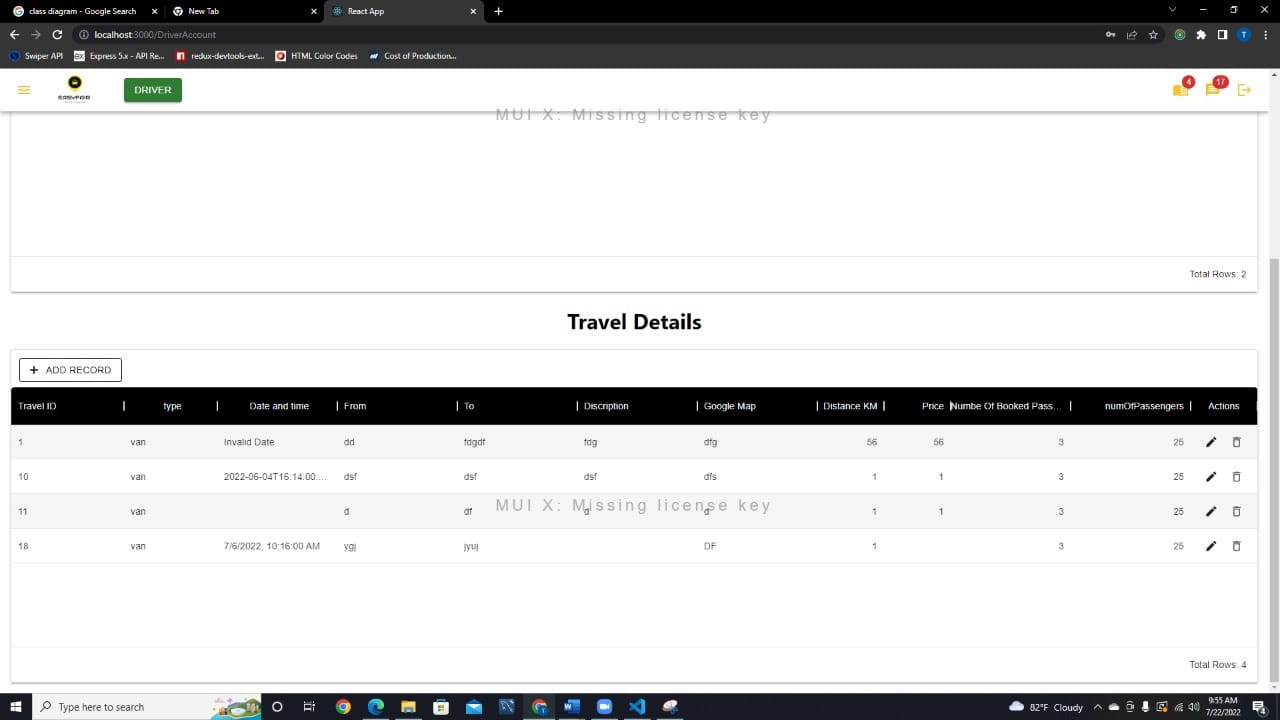 class diagram - Google Search
New Tab
React App
localhost:3000/DriverAccount
Swiper API
Express 5.x - API Re...
redux-devtools-ext...
HTML Color Codes
Cost of Production...
EASYFAIR
DRIVER
4
17
MUI X: Missing license key
Total Rows: 2
Travel Details
+ ADD RECORD
Travel ID type Date and time From To Discription Google Map Distance KM Price Numbe Of Booked Pass... numOfPassengers Actions
1 van Invalid Date dd fdgdf fdg dfg 56 56 3 25
10 van 2022-06-04T16:14:00.... dsf dsf dsf dfs 1 1 3 25
MUI X: Missing license key
11 van d df d d 1 1 3 25
18 van 7/6/2022, 10:16:00 AM ygj jyuj DF 1 3 25
Total Rows: 4
Type here to search
82°F Cloudy
9:55 AM
7/22/2022
4